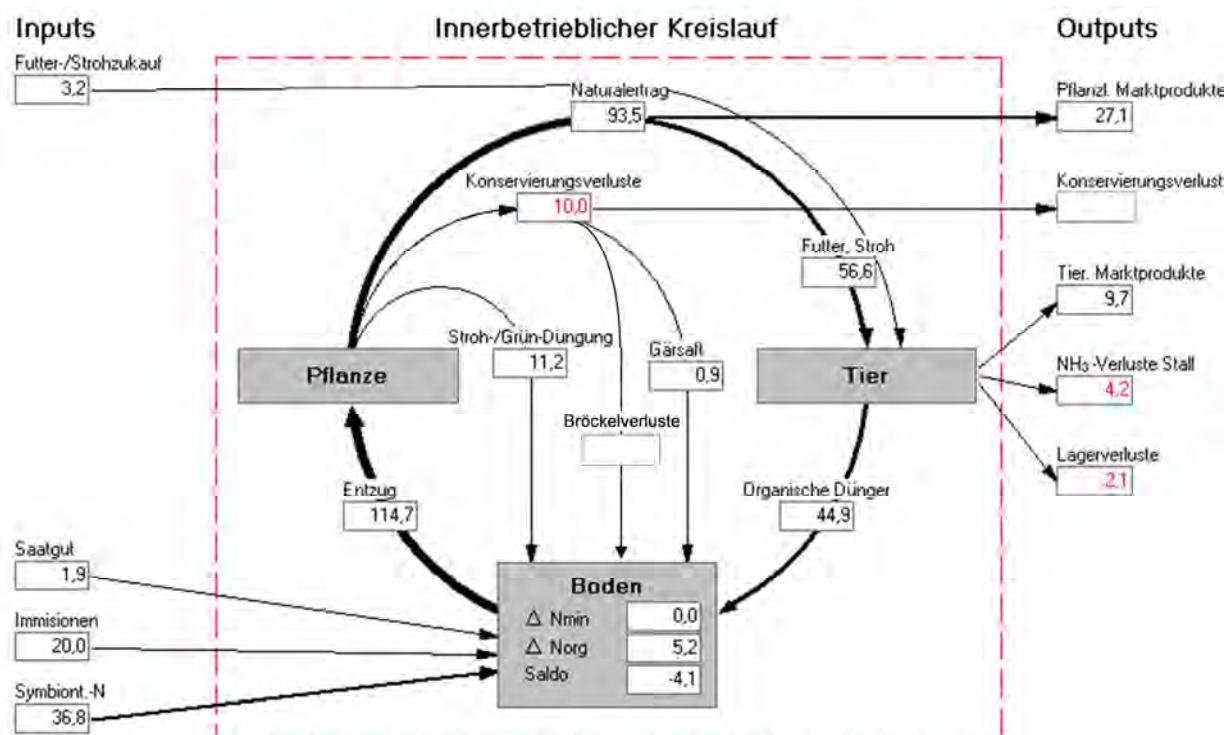 Inputs
Innerbetrieblicher Kreislauf
Outputs
Futter-/Strohzukauf
3,2
Naturalertrag
93,5
Pflanzl. Marktprodukte
27,1
Konservierungsverluste
10,0
Konservierungsverlust
Futter, Stroh
56,6
Tier. Marktprodukte
9,7
Stroh-/Grün-Düngung
11,2
Gärsaft
0,9
Pflanze
Tier
NH₃-Verluste Stall
4,2
Bröckelverluste
Lagerverluste
2,1
Entzug
114,7
Organische Dünger
44,9
Saatgut
1,9
Immisionen
20,0
Symbiont.-N
36,8
Boden
Δ Nmin 0,0
Δ Norg 5,2
Saldo -4,1